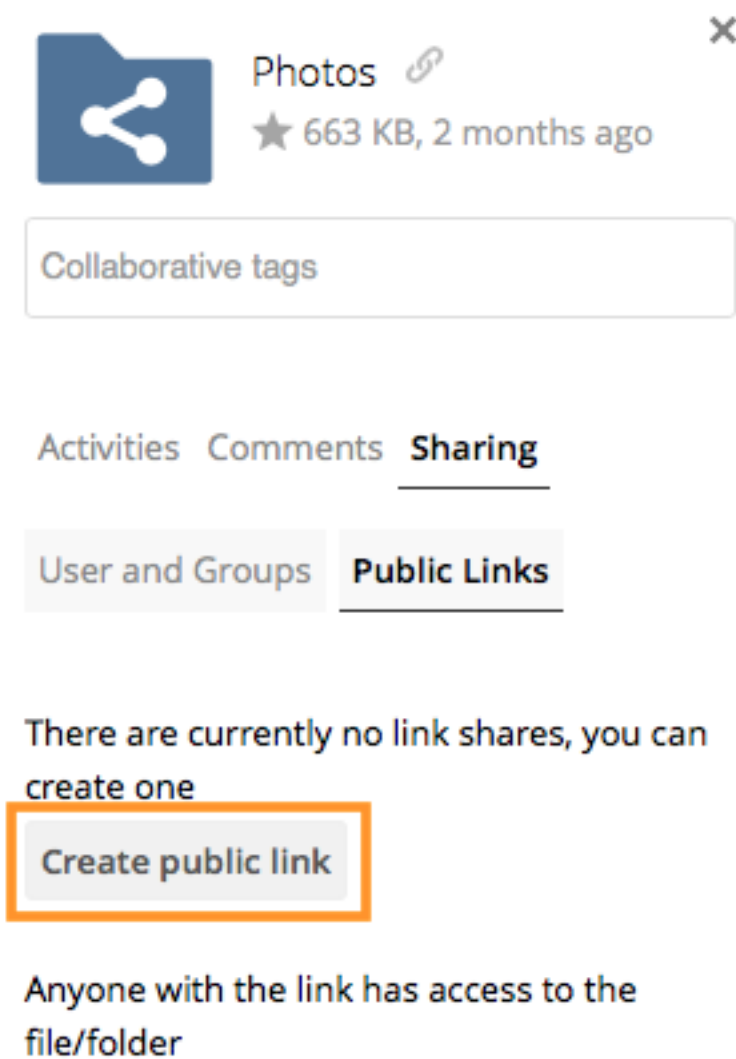 Photos
663 KB, 2 months ago
Collaborative tags
Activities Comments Sharing
User and Groups Public Links
There are currently no link shares, you can
create one
Create public link
Anyone with the link has access to the
file/folder